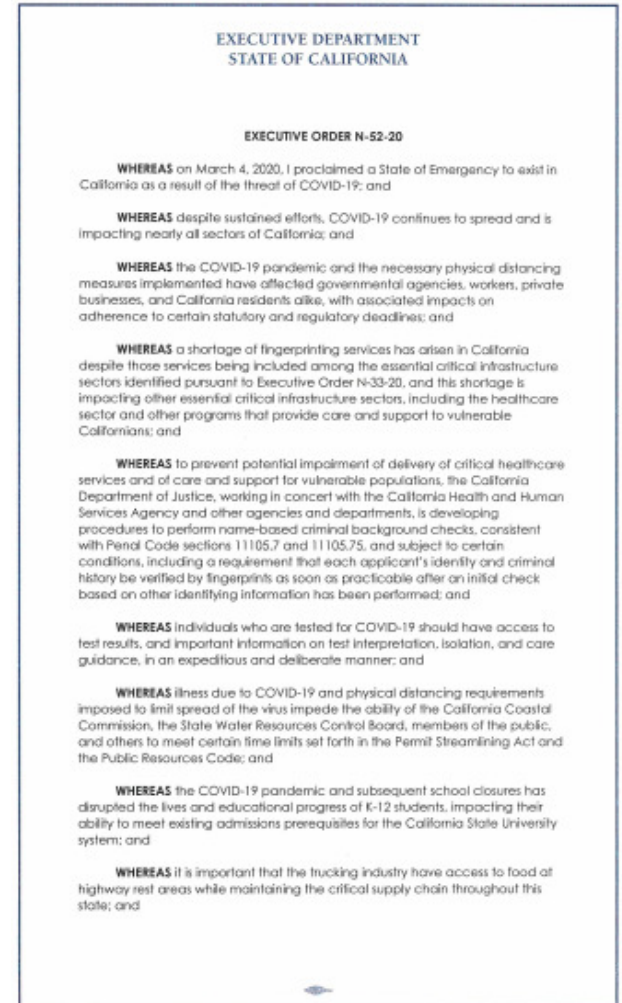 EXECUTIVE DEPARTMENT
STATE OF CALIFORNIA
EXECUTIVE ORDER N-52-20
WHEREAS on March 4, 2020, I proclaimed a State of Emergency to exist in
California as a result of the threat of COVID-19; and
WHEREAS despite sustained efforts, COVID-19 continues to spread and is
impacting nearly all sectors of California; and
WHEREAS the COVID-19 pandemic and the necessary physical distancing
measures implemented have affected governmental agencies, workers, private
businesses, and California residents alike, with associated impacts on
adherence to certain statutory and regulatory deadlines; and
WHEREAS a shortage of fingerprinting services has arisen in California
despite those services being included among the essential critical infrastructure
sectors identified pursuant to Executive Order N-33-20, and this shortage is
impacting other essential critical infrastructure sectors, including the healthcare
sector and other programs that provide care and support to vulnerable
Californians; and
WHEREAS to prevent potential impairment of delivery of critical healthcare
services and of care and support for vulnerable populations, the California
Department of Justice, working in concert with the California Health and Human
Services Agency and other agencies and departments, is developing
procedures to perform name-based criminal background checks, consistent
with Penal Code sections 11105.7 and 11105.75, and subject to certain
conditions, including a requirement that each applicant's identity and criminal
history be verified by fingerprints as soon as practicable after an initial check
based on other identifying information has been performed; and
WHEREAS individuals who are tested for COVID-19 should have access to
test results, and important information on test interpretation, isolation, and care
guidance, in an expeditious and deliberate manner; and
WHEREAS illness due to COVID-19 and physical distancing requirements
imposed to limit spread of the virus impede the ability of the California Coastal
Commission, the State Water Resources Control Board, members of the public,
and others to meet certain time limits set forth in the Permit Streamlining Act and
the Public Resources Code; and
WHEREAS the COVID-19 pandemic and subsequent school closures has
disrupted the lives and educational progress of K-12 students, impacting their
ability to meet existing admissions prerequisites for the California State University
system; and
WHEREAS it is important that the trucking industry have access to food at
highway rest areas while maintaining the critical supply chain throughout this
state; and